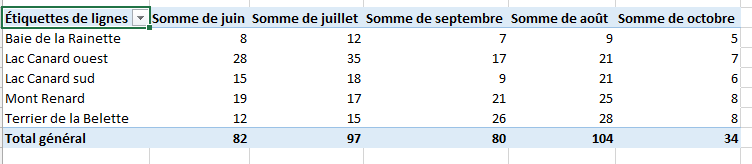 Étiquettes de lignes Somme de juin Somme de juillet Somme de septembre Somme de août Somme de octobre
Baie de la Rainette 8 12 7 9 5
Lac Canard ouest 28 35 17 21 7
Lac Canard sud 15 18 9 21 6
Mont Renard 19 17 21 25 8
Terrier de la Belette 12 15 26 28 8
Total général 82 97 80 104 34